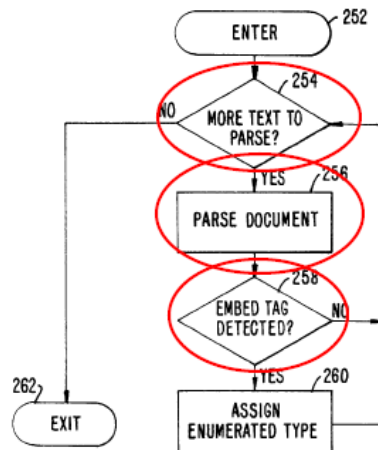 ENTER
252
254
NO
MORE TEXT TO
PARSE?
YES
256
PARSE DOCUMENT
258
EMBED TAG
DETECTED?
NO
YES
260
262
EXIT
ASSIGN
ENUMERATED TYPE